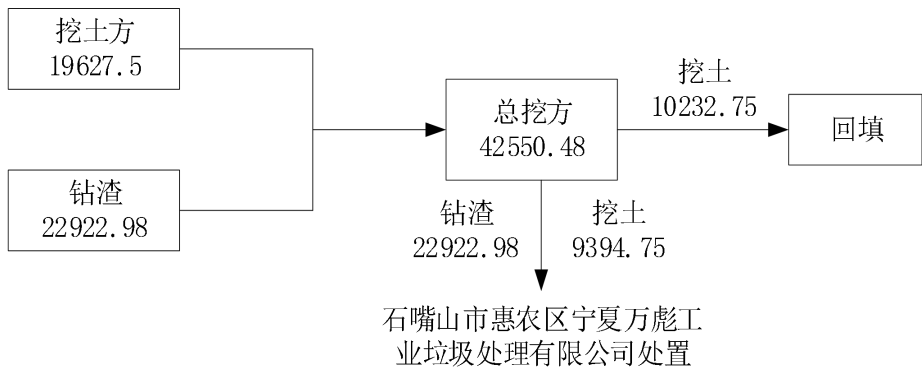 挖土方
19627.5
钻渣
22922.98
总挖方
42550.48
挖土
10232.75
回填
钻渣
22922.98
挖土
9394.75
石嘴山市惠农区宁夏万彪工
业垃圾处理有限公司处置